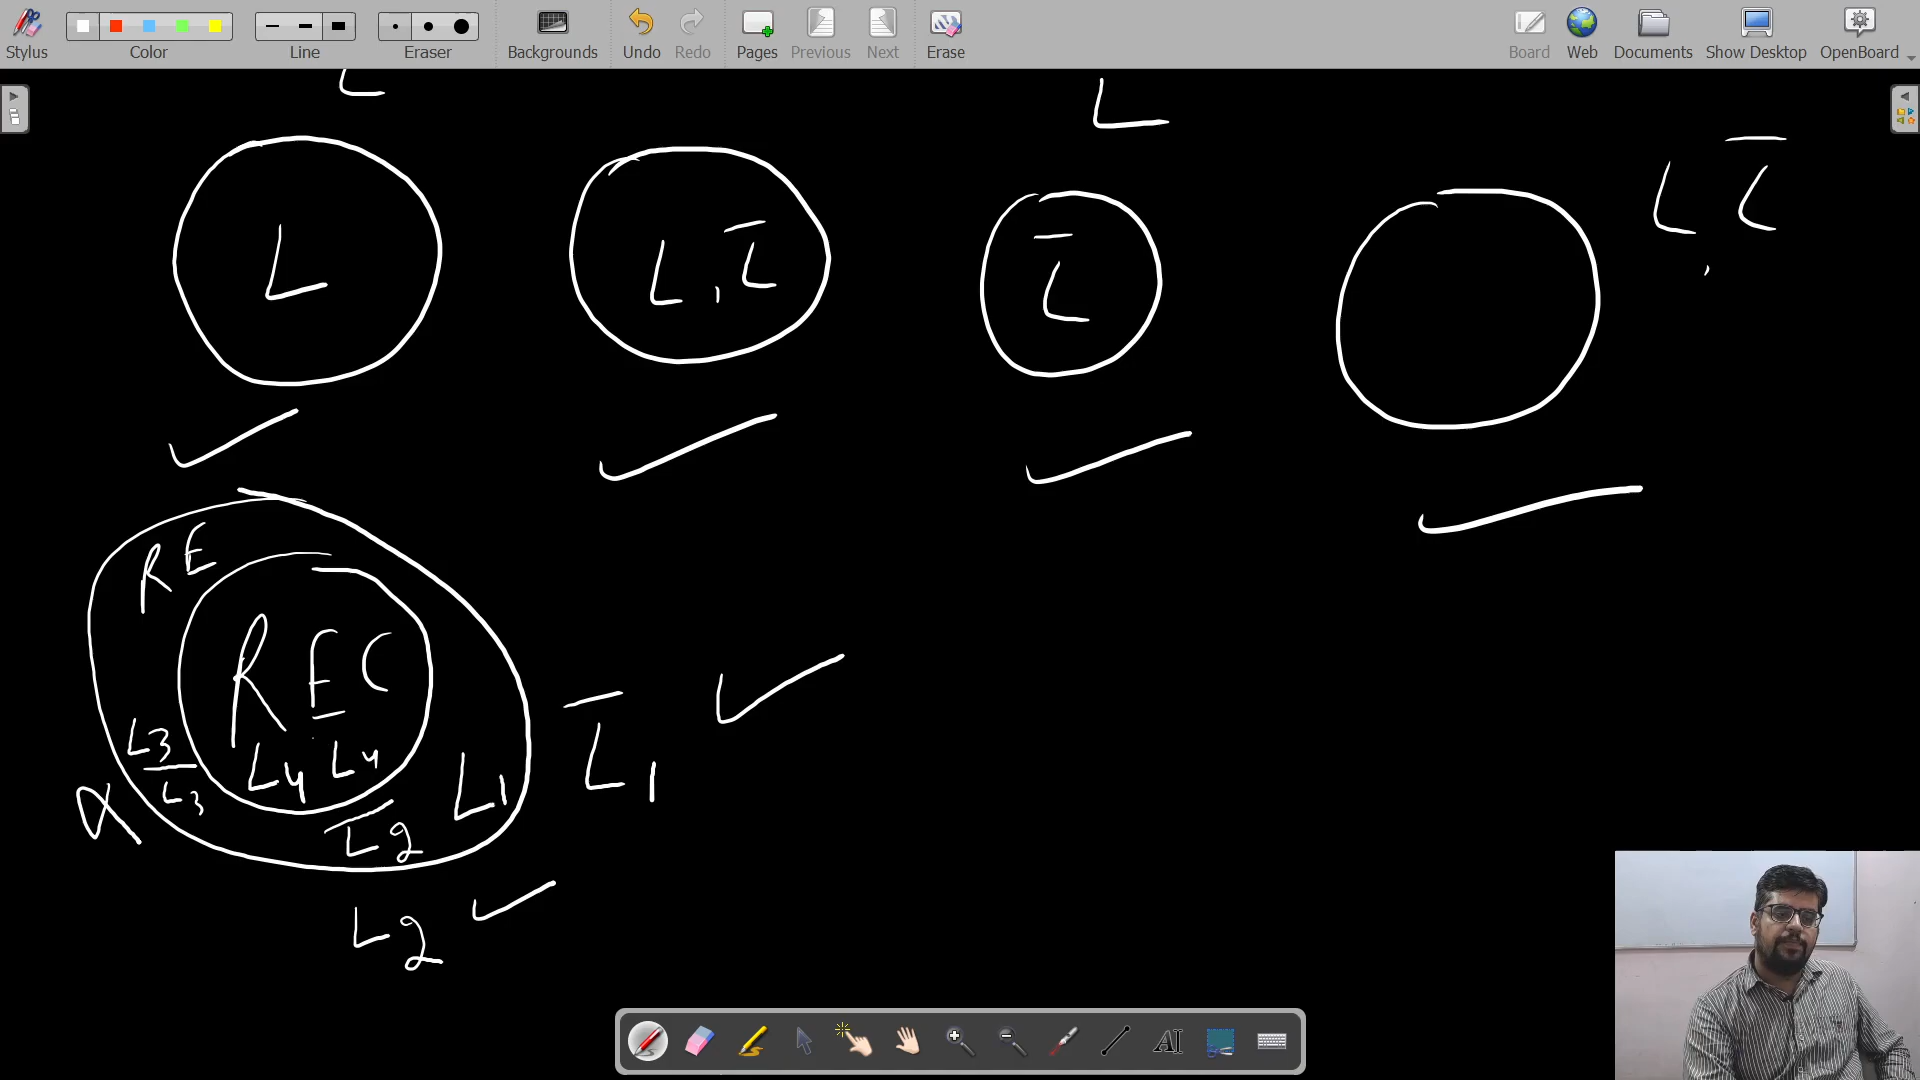 Stylus Color Line Eraser Backgrounds Undo Redo Pages Previous Next Erase Board Web Documents Show Desktop OpenBoard
L
L
L L̅
L
L, L̅
L̅
RE
REC
L̅1
L3
L4 L4
L1
L̅3
L̅2
L2